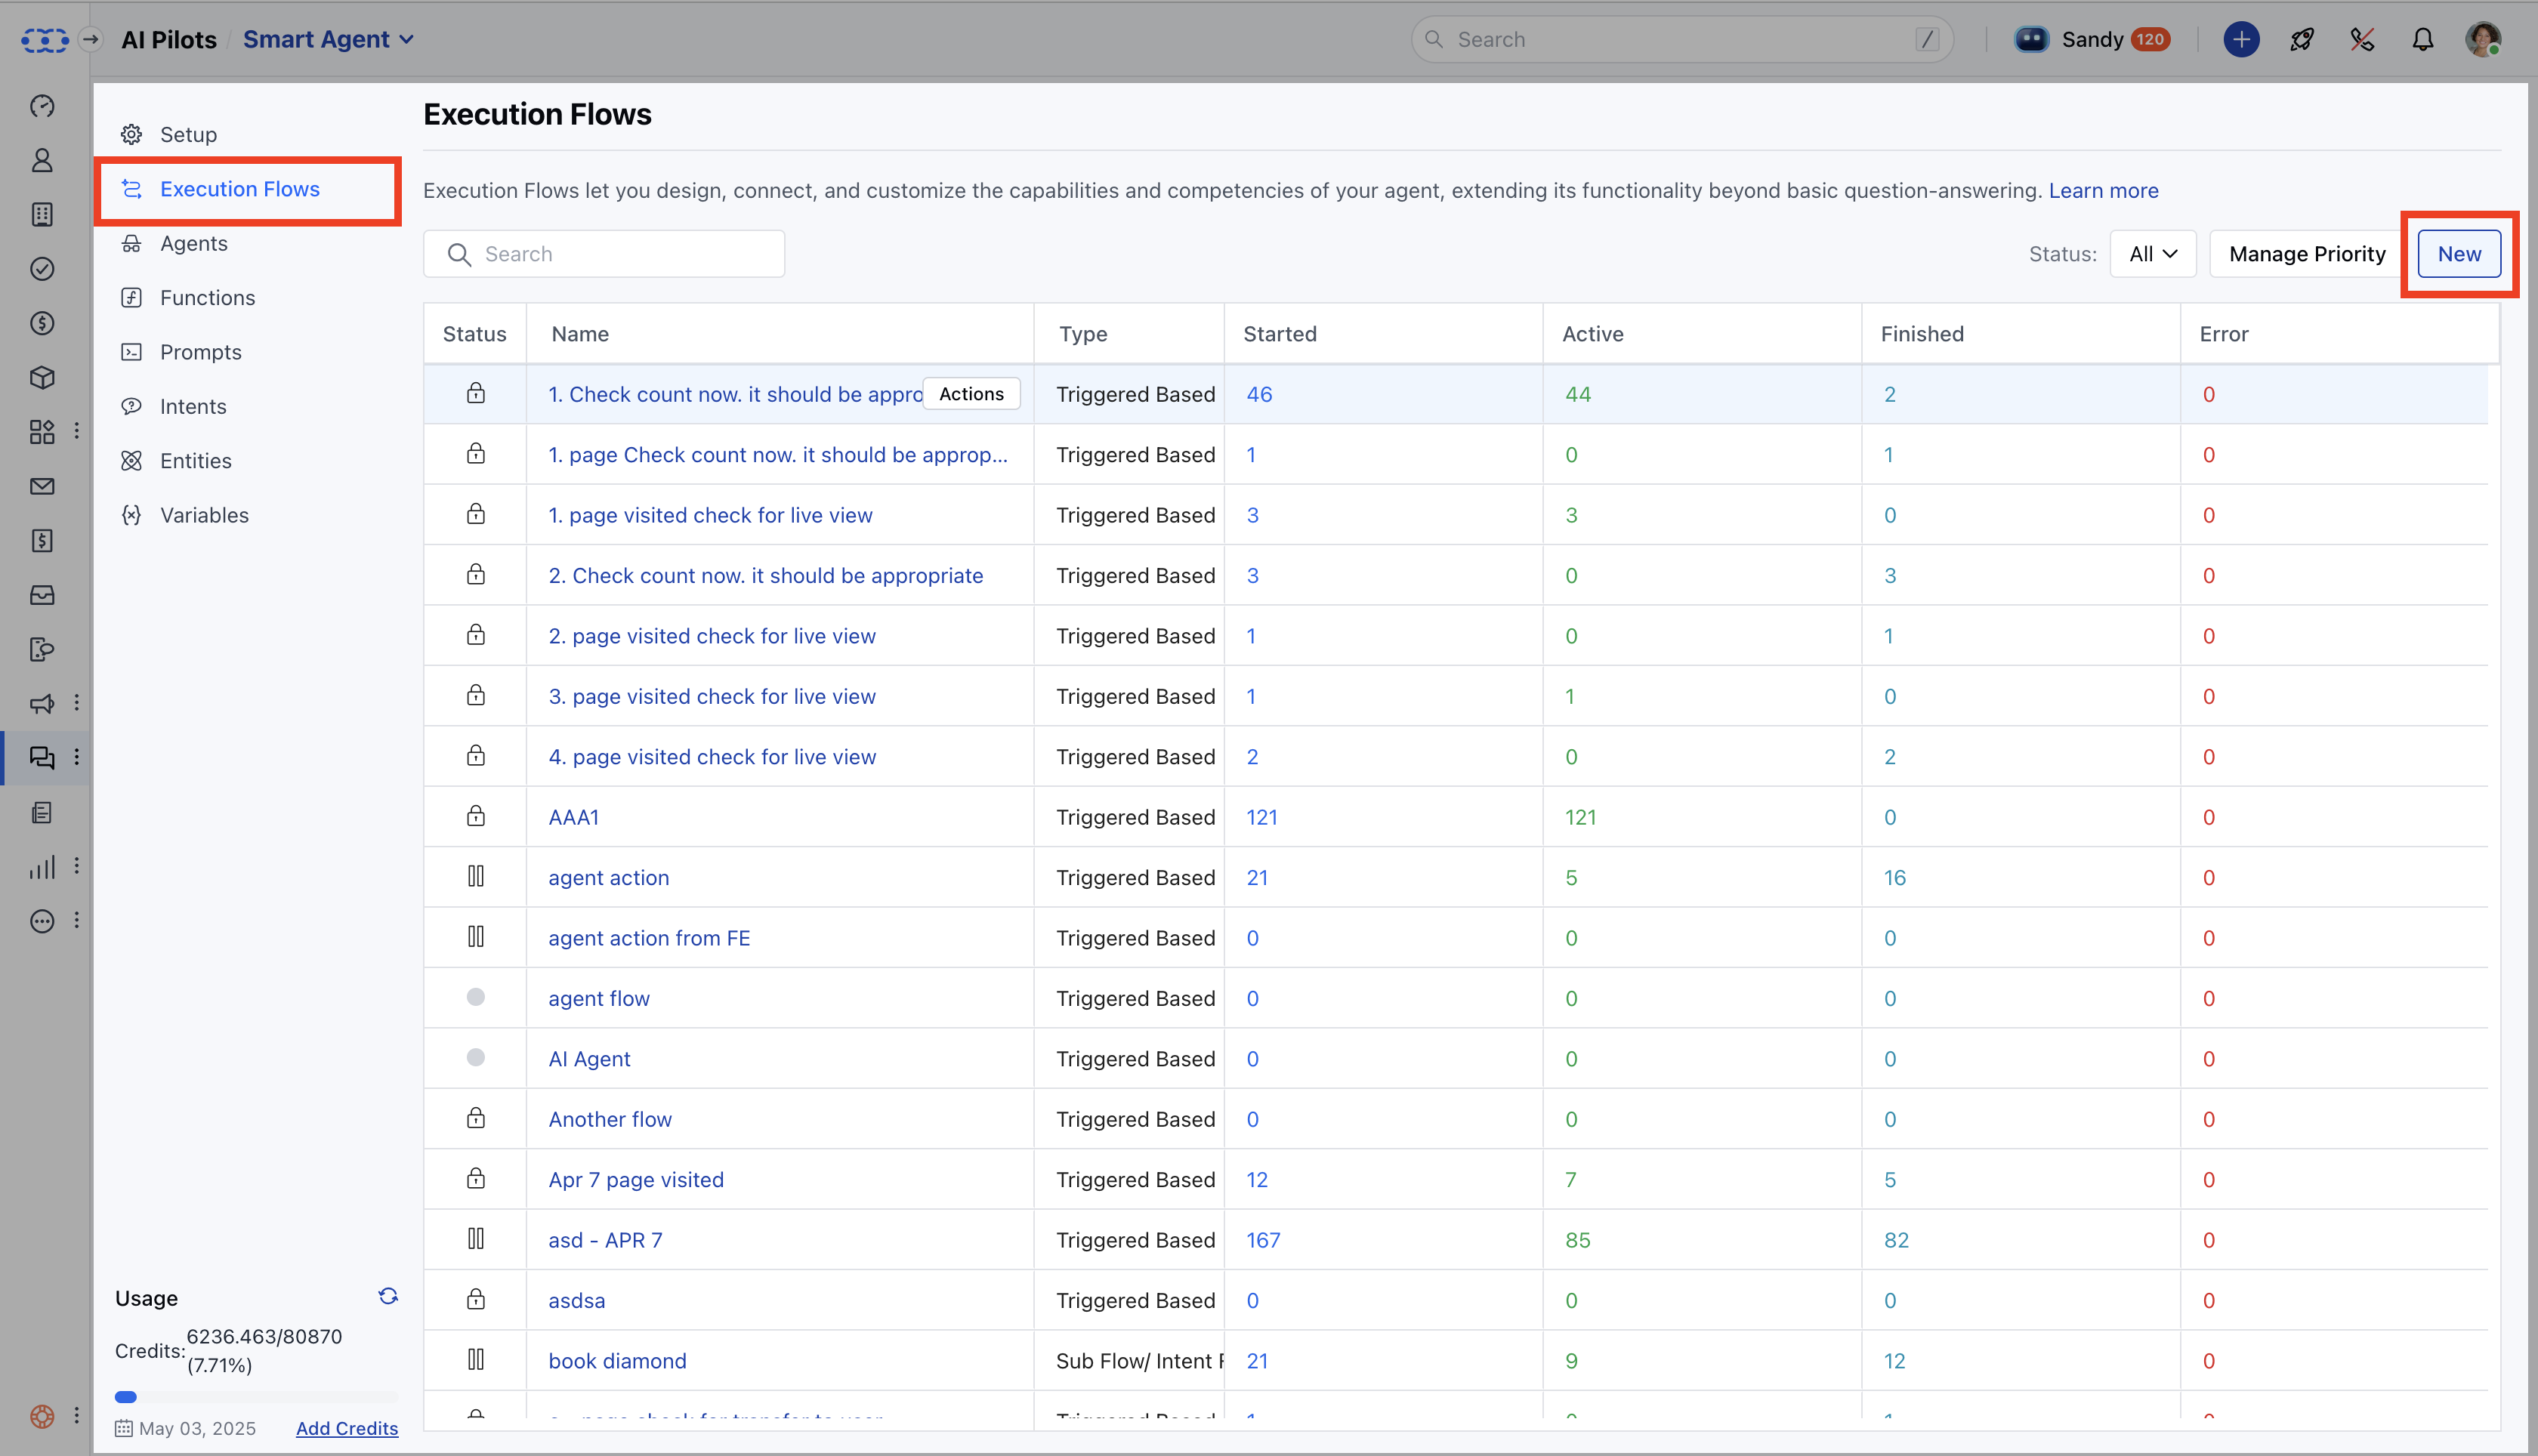 AI Pilots / Smart Agent
Search /
Sandy 120
Setup
Execution Flows
Agents
Functions
Prompts
Intents
Entities
Variables
Usage
Credits: 6236.463/80870
(7.71%)
May 03, 2025 Add Credits
Execution Flows
Execution Flows let you design, connect, and customize the capabilities and competencies of your agent, extending its functionality beyond basic question-answering. Learn more
Search
Status: All Manage Priority New
Status Name Type Started Active Finished Error
1. Check count now. it should be appro Actions Triggered Based 46 44 2 0
1. page Check count now. it should be approp... Triggered Based 1 0 1 0
1. page visited check for live view Triggered Based 3 3 0 0
2. Check count now. it should be appropriate Triggered Based 3 0 3 0
2. page visited check for live view Triggered Based 1 0 1 0
3. page visited check for live view Triggered Based 1 1 0 0
4. page visited check for live view Triggered Based 2 0 2 0
AAA1 Triggered Based 121 121 0 0
agent action Triggered Based 21 5 16 0
agent action from FE Triggered Based 0 0 0 0
agent flow Triggered Based 0 0 0 0
AI Agent Triggered Based 0 0 0 0
Another flow Triggered Based 0 0 0 0
Apr 7 page visited Triggered Based 12 7 5 0
asd - APR 7 Triggered Based 167 85 82 0
asdsa Triggered Based 0 0 0 0
book diamond Sub Flow/ Intent F 21 9 12 0